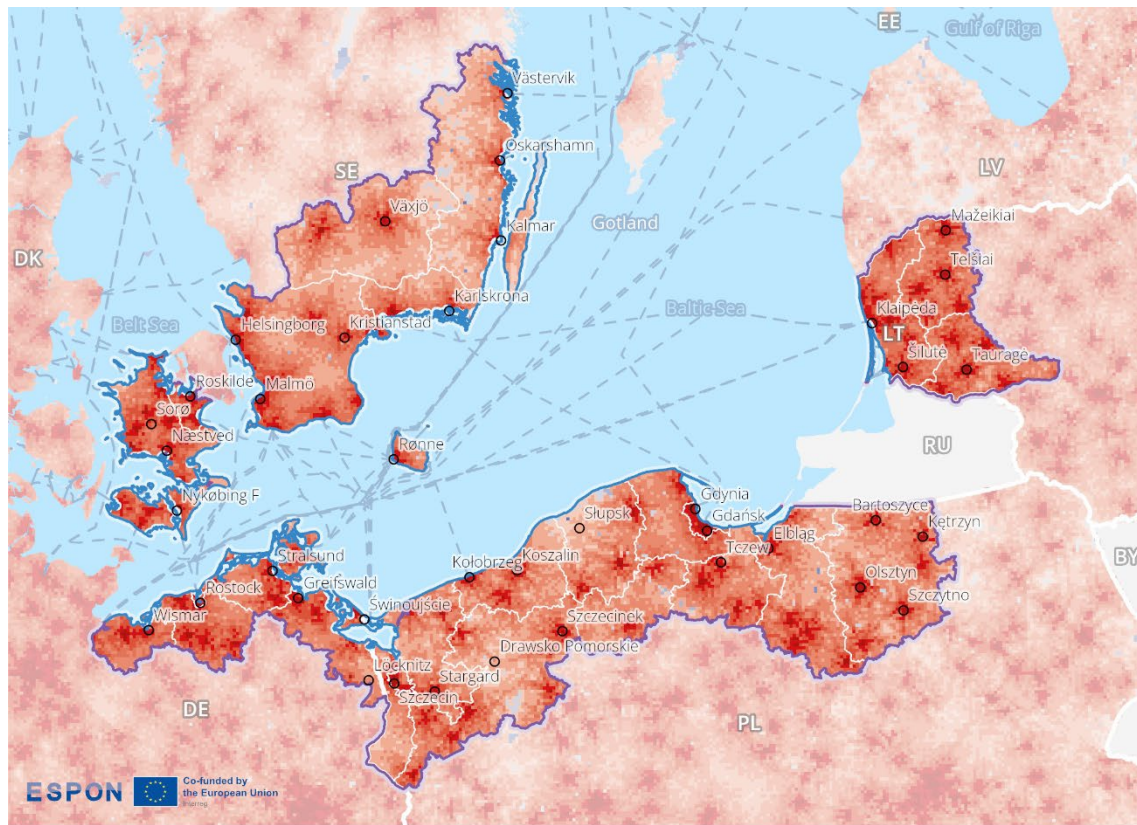 EE
Gulf of Riga
Västervik
Oskarshamn
SE
LV
Växjö
Gotland
Mažeikiai
Kalmar
DK
Telšiai
Karlskrona
Baltic Sea
Klaipėda
Belt Sea
Helsingborg
Kristianstad
LT
Šilutė
Tauragė
Roskilde
Malmö
Sorø
Næstved
Rønne
RU
Nykøbing F
Gdynia
Bartoszyce
Słupsk
Gdańsk
Kętrzyn
Elbląg
Koszalin
Tczew
Stralsund
Kołobrzeg
BY
Rostock
Greifswald
Olsztyn
Świnoujście
Szczytno
Wismar
Szczecinek
Drawsko Pomorskie
Löcknitz
Stargard
Szczecin
DE
PL
ESPON
Co-funded by
the European Union
Interreg